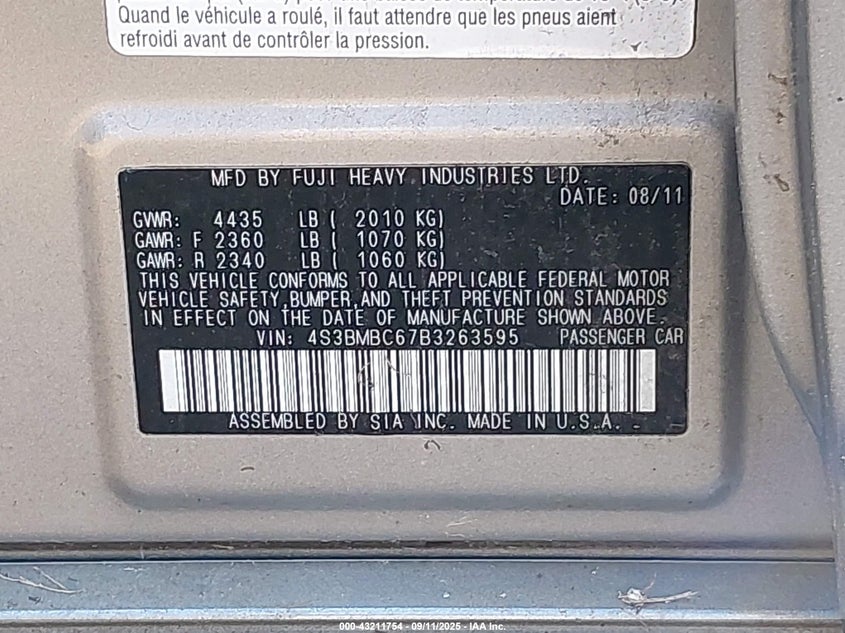 Quand le véhicule a roulé, il faut attendre que les pneus aient
refroidi avant de contrôler la pression.
MFD BY FUJI HEAVY INDUSTRIES LTD.
DATE: 08/11
GVWR: 4435 LB ( 2010 KG)
GAWR: F 2360 LB ( 1070 KG)
GAWR: R 2340 LB ( 1060 KG)
THIS VEHICLE CONFORMS TO ALL APPLICABLE FEDERAL MOTOR
VEHICLE SAFETY,BUMPER,AND THEFT PREVENTION STANDARDS
IN EFFECT ON THE DATE OF MANUFACTURE SHOWN ABOVE.
VIN: 4S3BMBC67B3263595 PASSENGER CAR
ASSEMBLED BY SIA INC. MADE IN U.S.A.
000-43211754 - 09/11/2025 - IAA Inc.